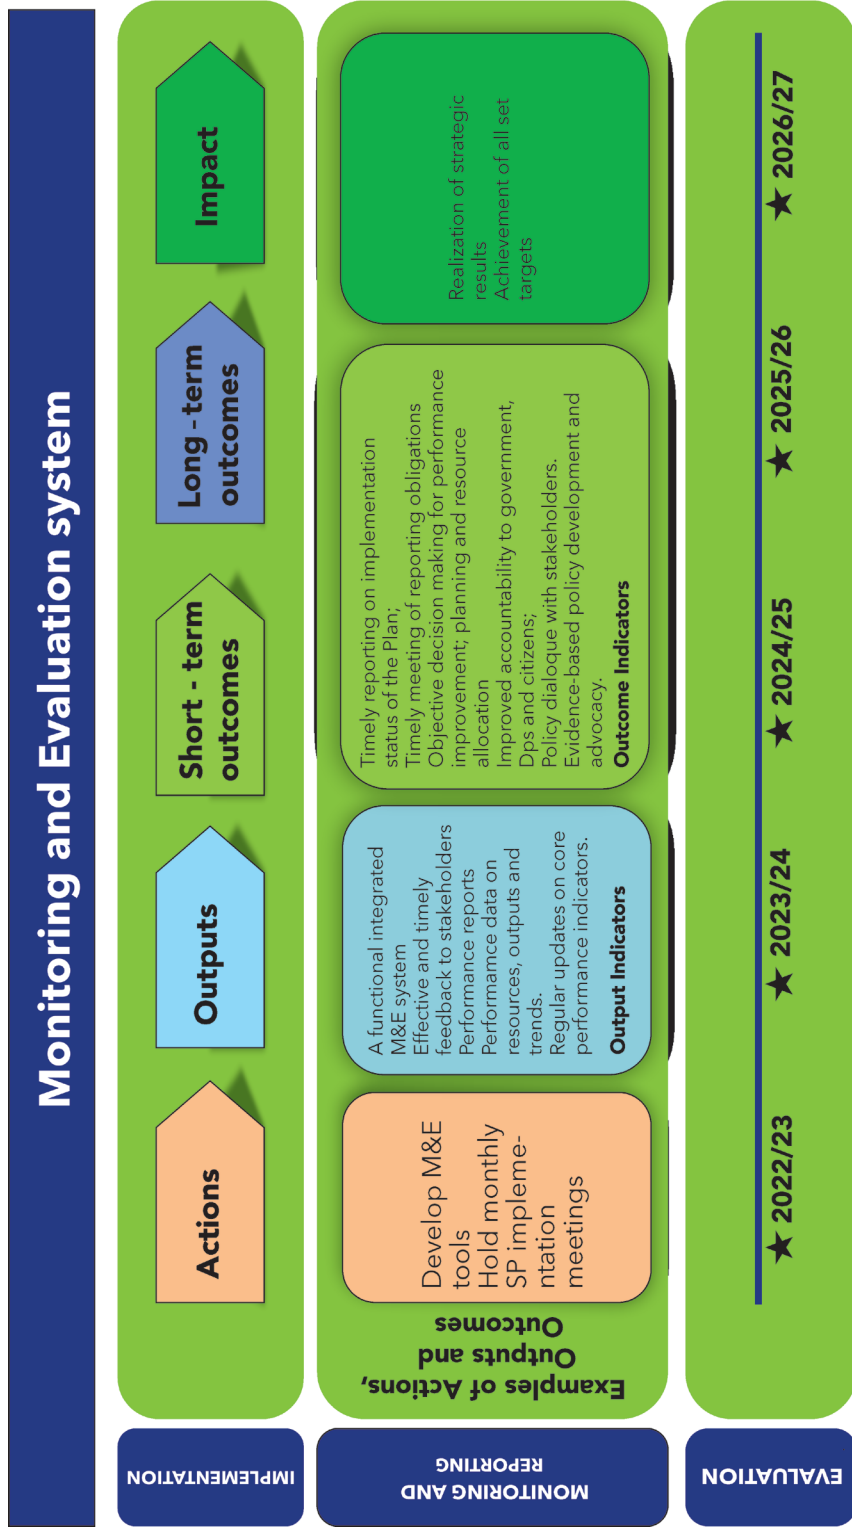 Monitoring and Evaluation system
IMPLEMENTATION
Actions
Outputs
Short - term
outcomes
Long - term
outcomes
Impact
MONITORING AND
REPORTING
Examples of Actions,
Outputs and
Outcomes
Develop M&E
tools
Hold monthly
SP impleme-
ntation
meetings
A functional integrated
M&E system
Effective and timely
feedback to stakeholders
Performance reports
Performamce data on
resources, outputs and
trends.
Regular updates on core
performance indicators.
Output Indicators
Timely reporting on implementation
status of the Plan;
Timely meeting of reporting obligations
Objective decision making for performance
improvement; planning and resource
allocation
Improved accountability to government,
Dps and citizens;
Policy dialogue with stakeholders.
Evidence-based policy development and
advocacy.
Outcome Indicators
Realization of strategic
results
Achievement of all set
targets
EVALUATION
★ 2022/23
★ 2023/24
★ 2024/25
★ 2025/26
★ 2026/27